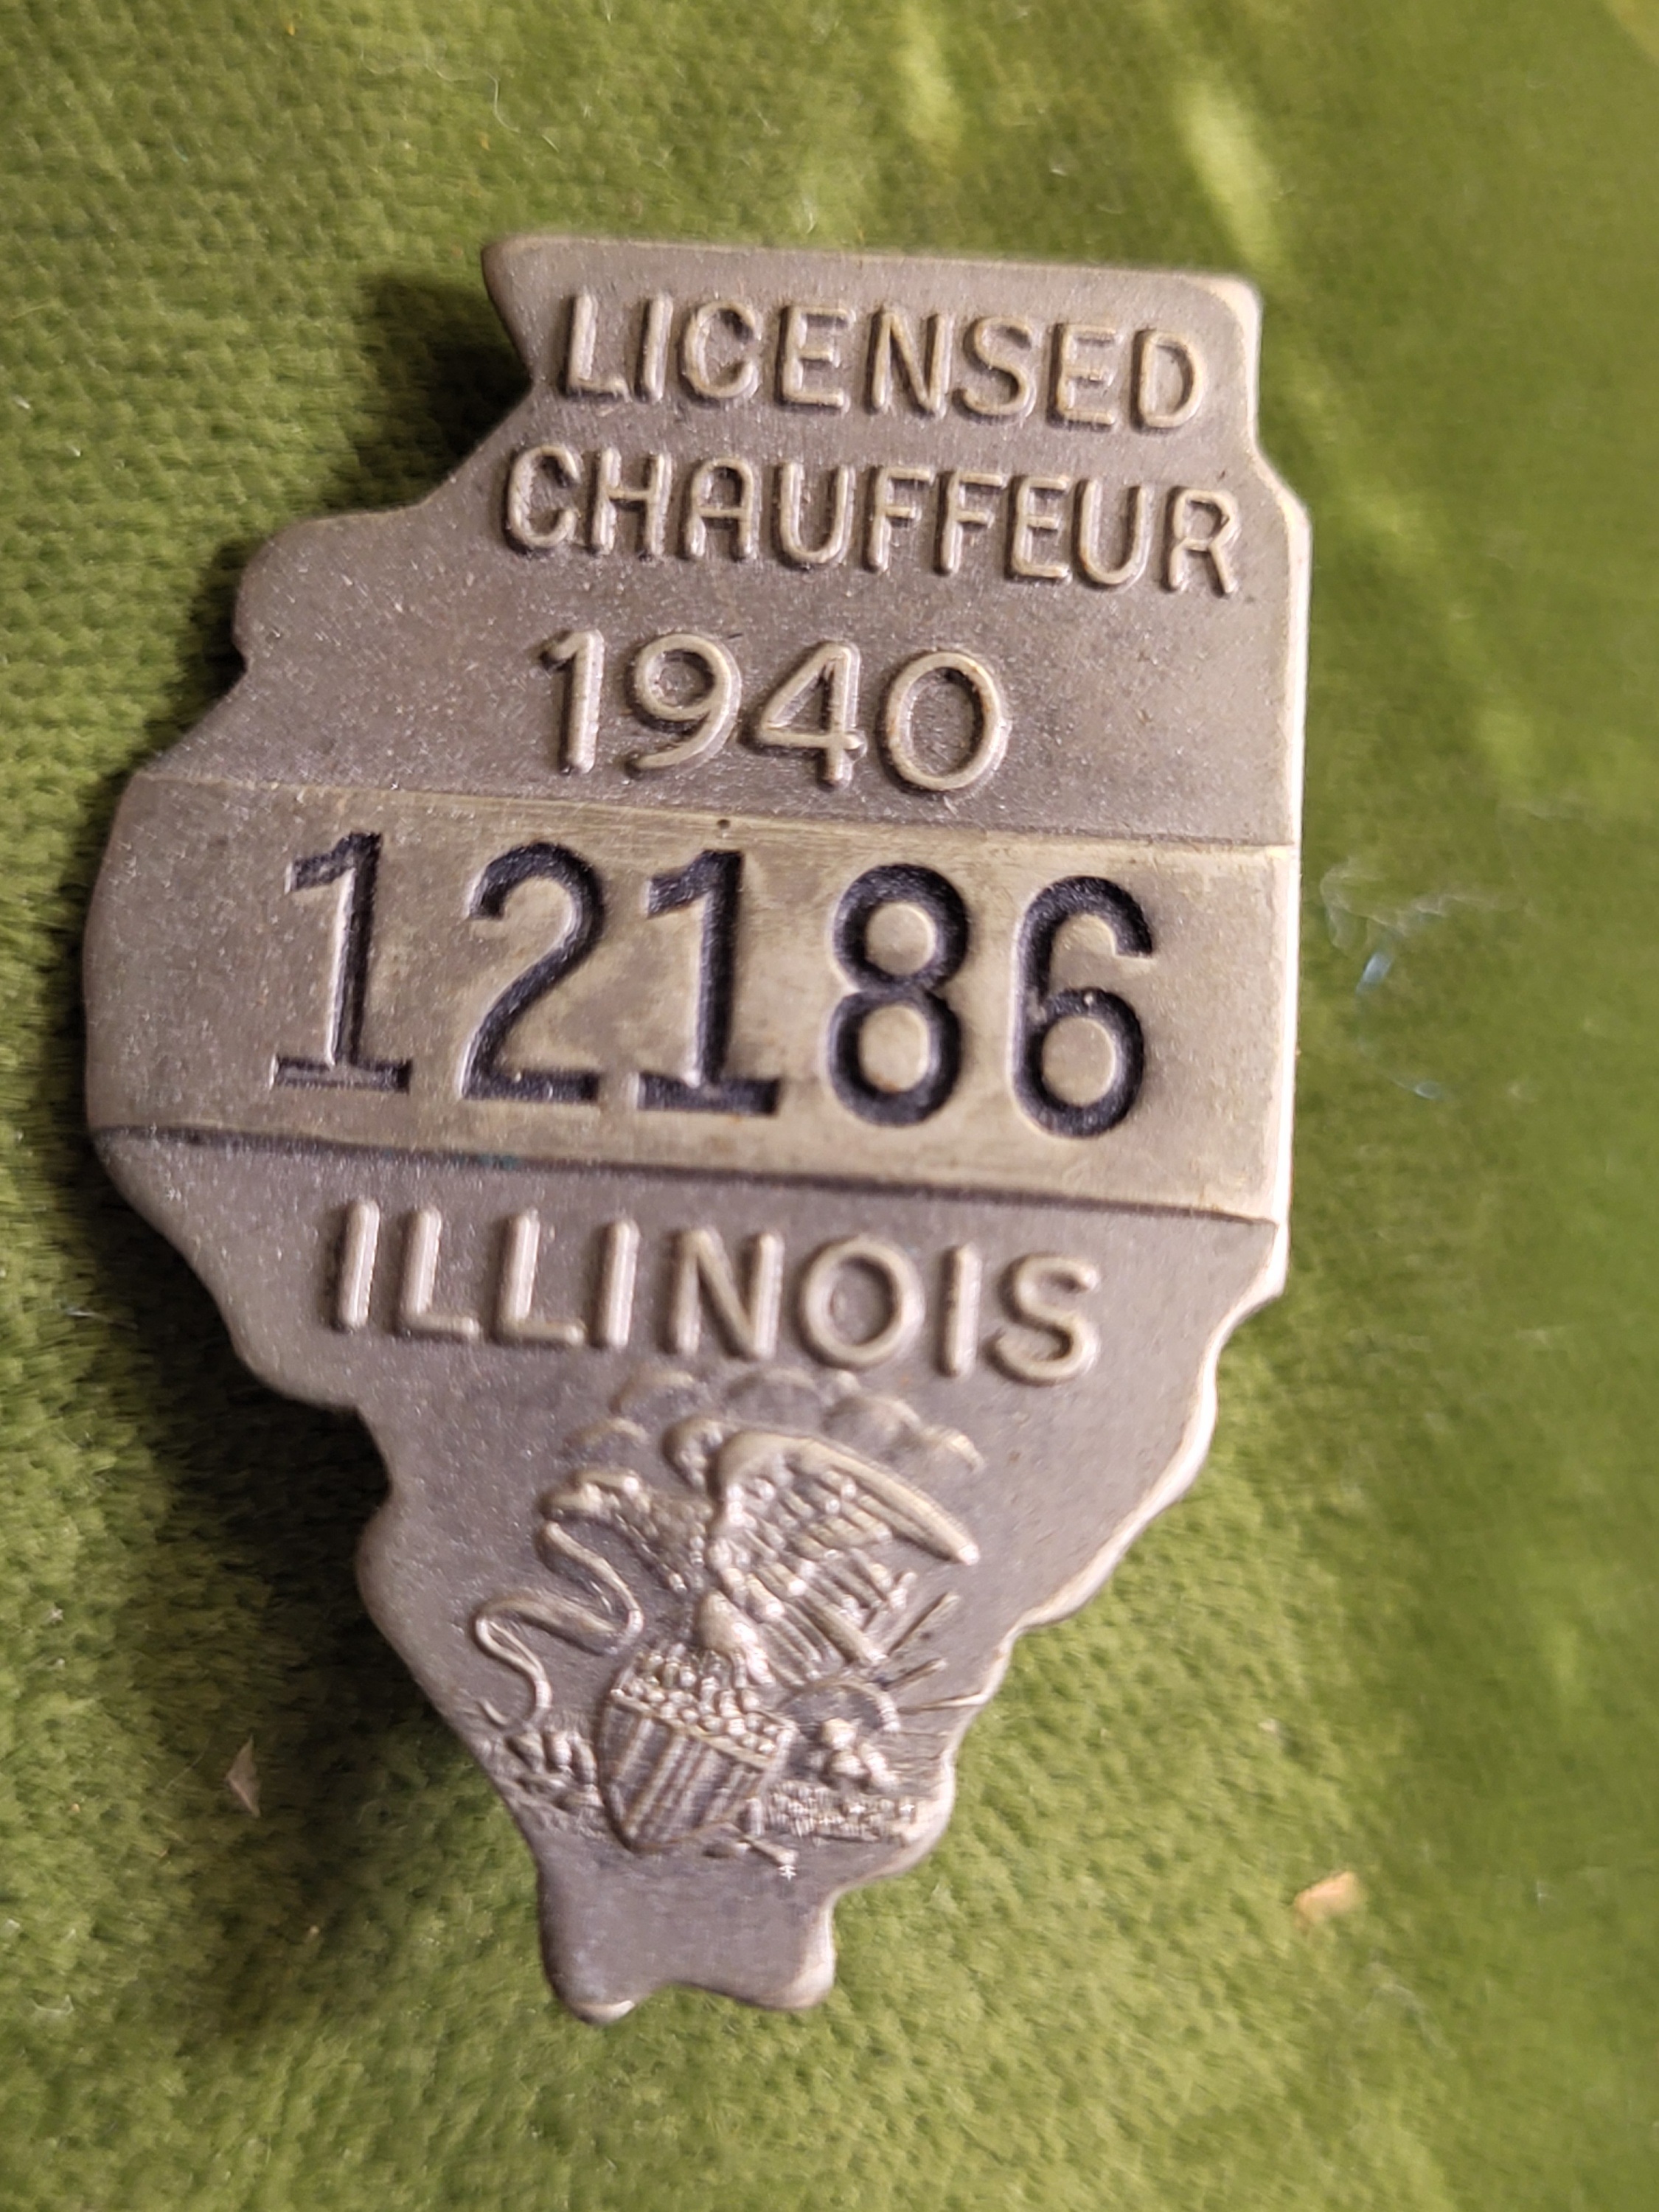 LICENSED
CHAUFFEUR
1940
12186
ILLINOIS